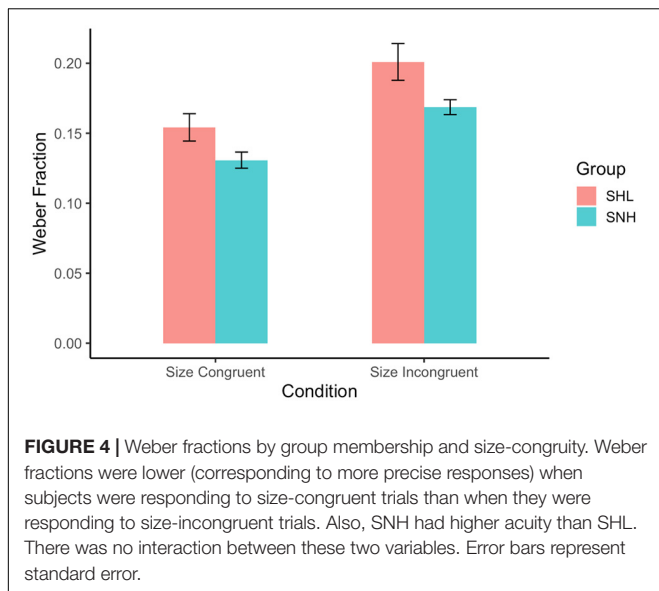 0.20
0.15
0.10
0.05
0.00
Weber Fraction
Size Congruent
Size Incongruent
Condition
Group
SHL
SNH
FIGURE 4 | Weber fractions by group membership and size-congruity. Weber
fractions were lower (corresponding to more precise responses) when
subjects were responding to size-congruent trials than when they were
responding to size-incongruent trials. Also, SNH had higher acuity than SHL.
There was no interaction between these two variables. Error bars represent
standard error.